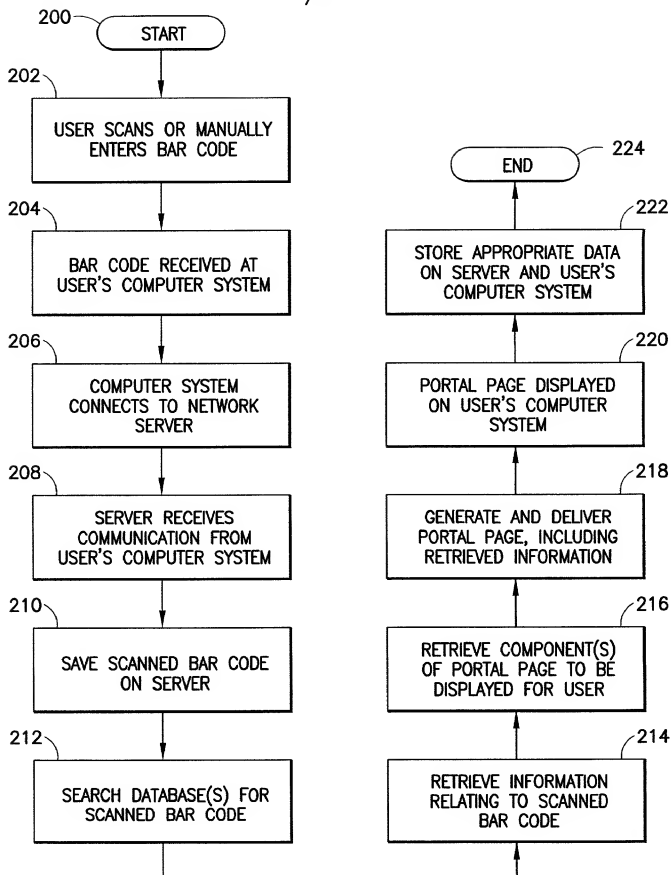 200
START
202
USER SCANS OR MANUALLY
ENTERS BAR CODE
204
BAR CODE RECEIVED AT
USER'S COMPUTER SYSTEM
206
COMPUTER SYSTEM
CONNECTS TO NETWORK
SERVER
208
SERVER RECEIVES
COMMUNICATION FROM
USER'S COMPUTER SYSTEM
210
SAVE SCANNED BAR CODE
ON SERVER
212
SEARCH DATABASE(S) FOR
SCANNED BAR CODE
214
RETRIEVE INFORMATION
RELATING TO SCANNED
BAR CODE
216
RETRIEVE COMPONENT(S)
OF PORTAL PAGE TO BE
DISPLAYED FOR USER
218
GENERATE AND DELIVER
PORTAL PAGE, INCLUDING
RETRIEVED INFORMATION
220
PORTAL PAGE DISPLAYED
ON USER'S COMPUTER
SYSTEM
222
STORE APPROPRIATE DATA
ON SERVER AND USER'S
COMPUTER SYSTEM
224
END